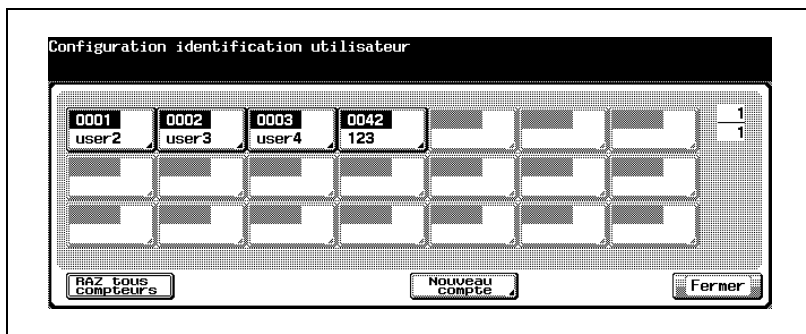 Configuration identification utilisateur
0001 0002 0003 0042 1
user2 user3 user4 123 1
RAZ tous compteurs
Nouveau compte
Fermer